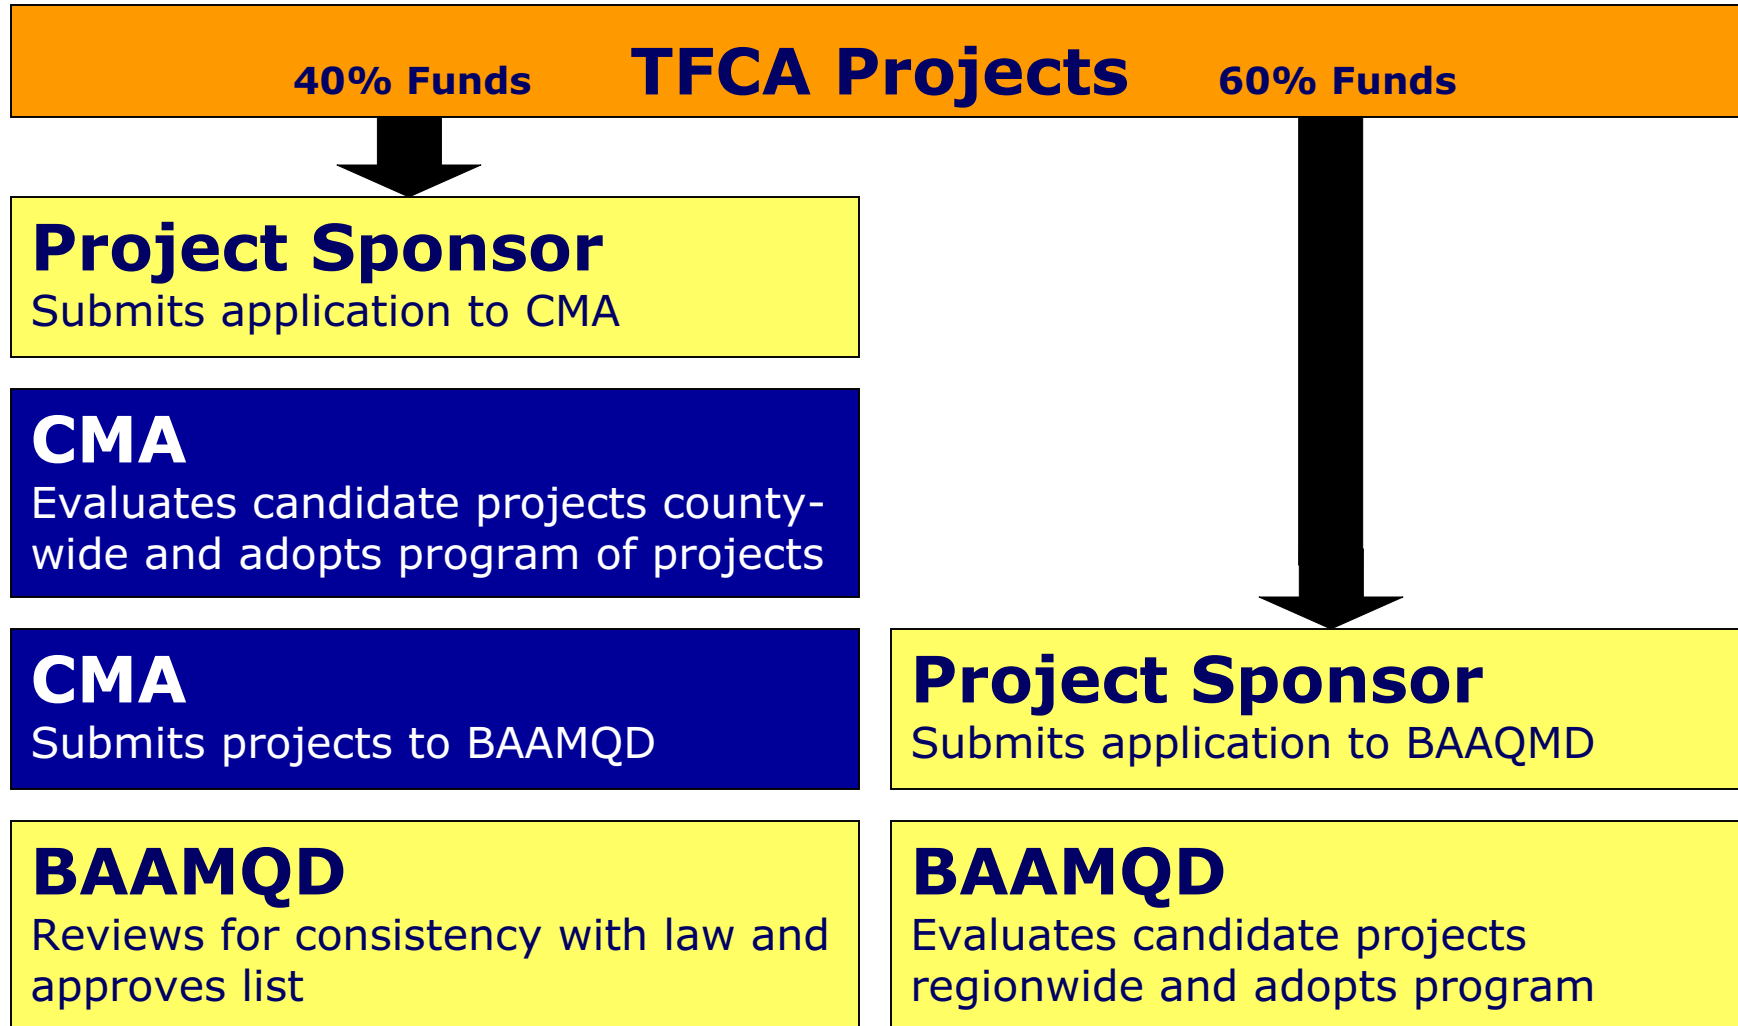 40% Funds TFCA Projects 60% Funds
Project Sponsor
Submits application to CMA
CMA
Evaluates candidate projects county-
wide and adopts program of projects
CMA
Submits projects to BAAMQD
BAAMQD
Reviews for consistency with law and
approves list
Project Sponsor
Submits application to BAAQMD
BAAMQD
Evaluates candidate projects
regionwide and adopts program